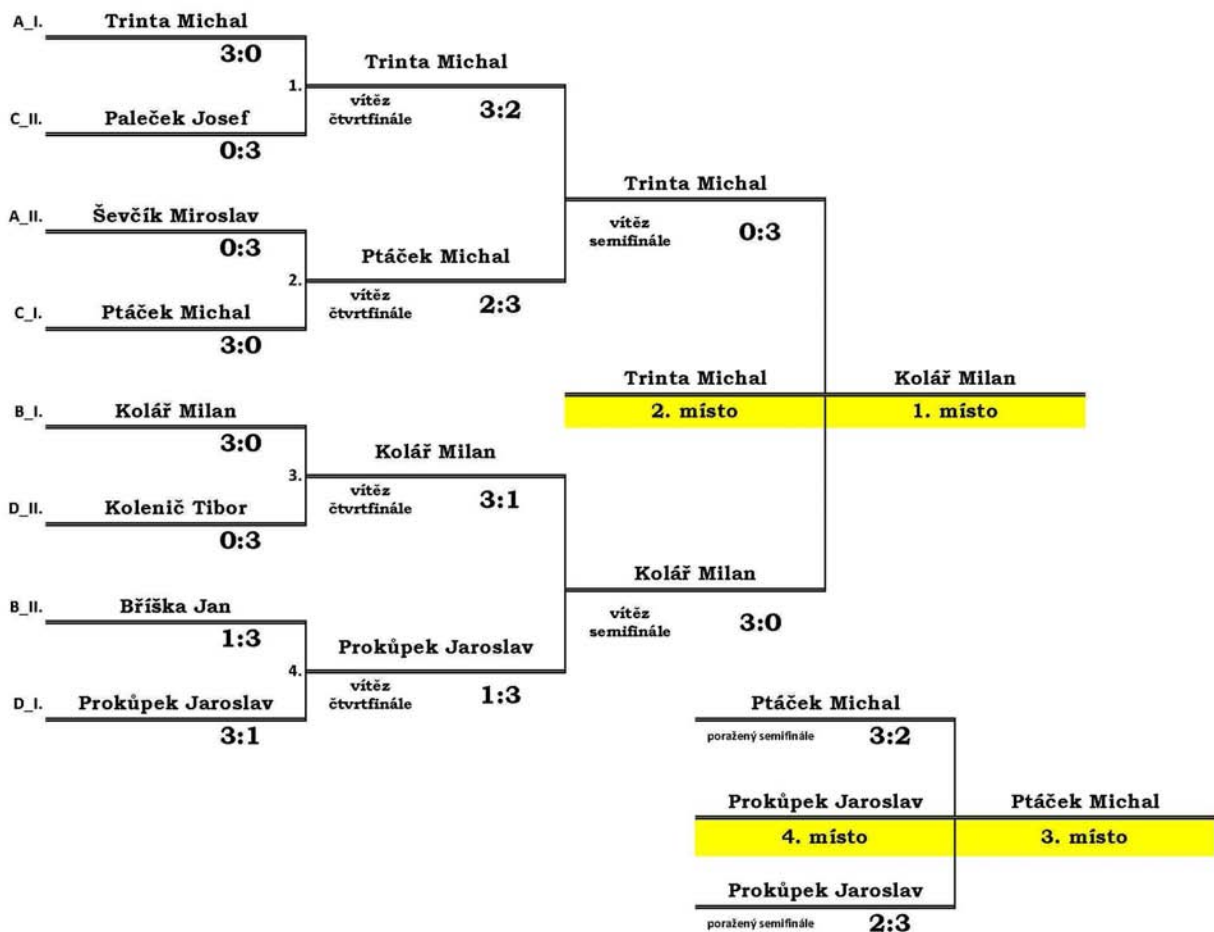 A_I. Trinta Michal
3:0
1. Trinta Michal
vítěz
čtvrtfinále 3:2
C_II. Paleček Josef
0:3
Trinta Michal
vítěz
semifinále 0:3
A_II. Ševčík Miroslav
0:3
2. Ptáček Michal
vítěz
čtvrtfinále 2:3
C_I. Ptáček Michal
3:0
Trinta Michal Kolář Milan
2. místo 1. místo
B_I. Kolář Milan
3:0
3. Kolář Milan
vítěz
čtvrtfinále 3:1
D_II. Kolenič Tibor
0:3
Kolář Milan
vítěz
semifinále 3:0
B_II. Bříška Jan
1:3
4. Prokůpek Jaroslav
vítěz
čtvrtfinále 1:3
D_I. Prokůpek Jaroslav
3:1
Ptáček Michal
poražený semifinále 3:2
Prokůpek Jaroslav Ptáček Michal
4. místo 3. místo
Prokůpek Jaroslav
poražený semifinále 2:3